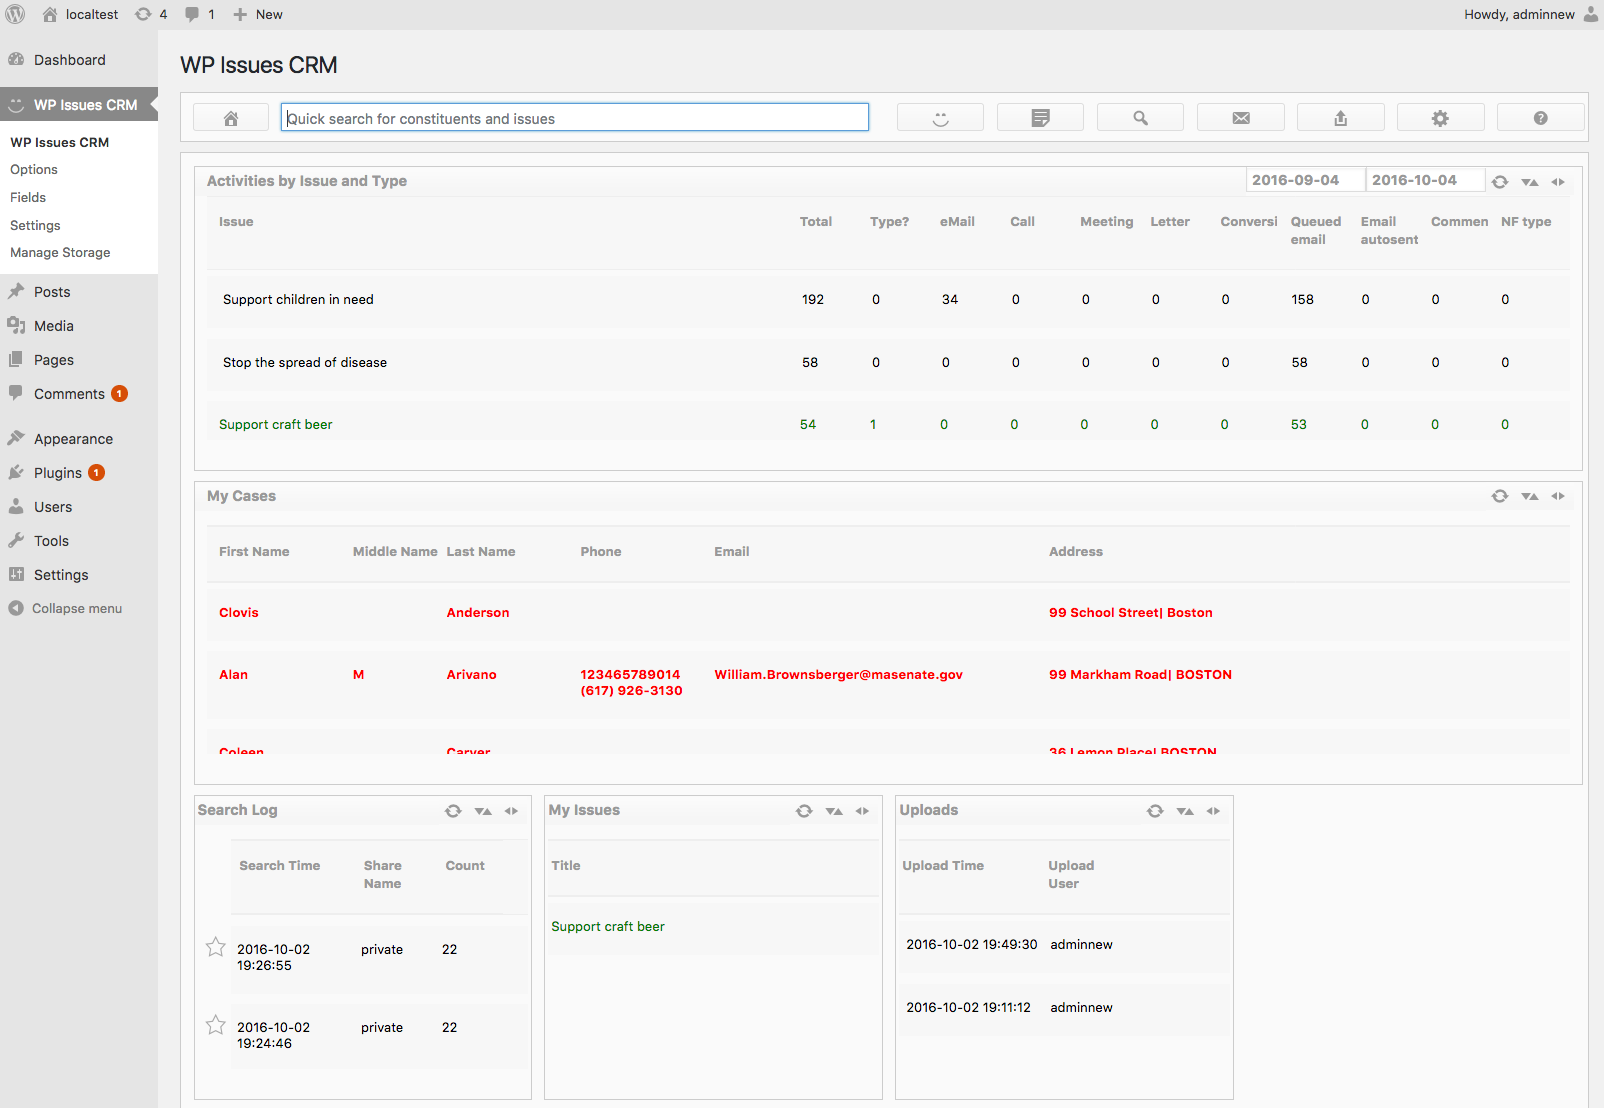 localtest 4 1 New Howdy, adminnew
Dashboard
WP Issues CRM
WP Issues CRM
Options
Fields
Settings
Manage Storage
Posts
Media
Pages
Comments 1
Appearance
Plugins 1
Users
Tools
Settings
Collapse menu
WP Issues CRM
Quick search for constituents and issues
Activities by Issue and Type 2016-09-04 2016-10-04
Issue Total Type? eMail Call Meeting Letter Conversi Queued email Email autosent Commen NF type
Support children in need 192 0 34 0 0 0 0 158 0 0 0
Stop the spread of disease 58 0 0 0 0 0 0 58 0 0 0
Support craft beer 54 1 0 0 0 0 0 53 0 0 0
My Cases
First Name Middle Name Last Name Phone Email Address
Clovis Anderson 99 School Street| Boston
Alan M Arivano 123465789014 William.Brownsberger@masenate.gov 99 Markham Road| BOSTON
(617) 926-3130
Coleen Carver 36 Lemon Place| BOSTON
Search Log
Search Time Share Name Count
2016-10-02 private 22
19:26:55
2016-10-02 private 22
19:24:46
My Issues
Title
Support craft beer
Uploads
Upload Time Upload User
2016-10-02 19:49:30 adminnew
2016-10-02 19:11:12 adminnew